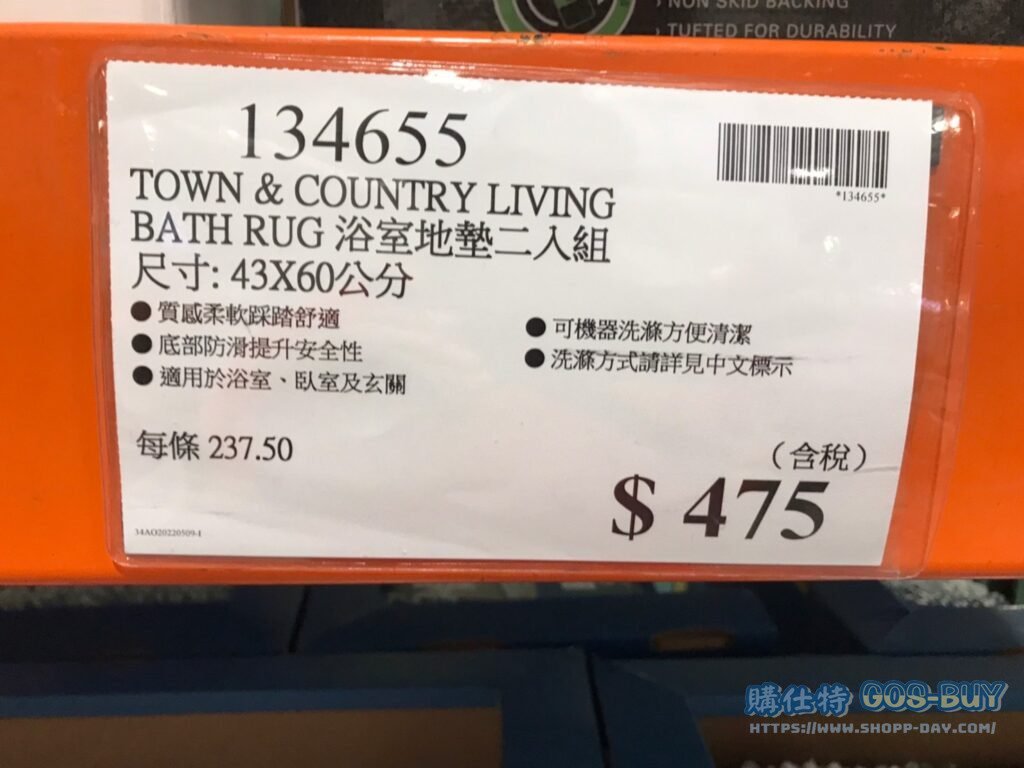 › NON SKID BACKING
› TUFTED FOR DURABILITY
134655
*134655*
TOWN & COUNTRY LIVING
BATH RUG 浴室地墊二入組
尺寸: 43X60公分
●質感柔軟踩踏舒適
●底部防滑提升安全性
●適用於浴室、臥室及玄關
●可機器洗滌方便清潔
●洗滌方式請詳見中文標示
每條 237.50
(含稅)
$ 475
34AO20220509-1
購仕特 GOS-BUY
HTTPS://WWW.SHOPP-DAY.COM/